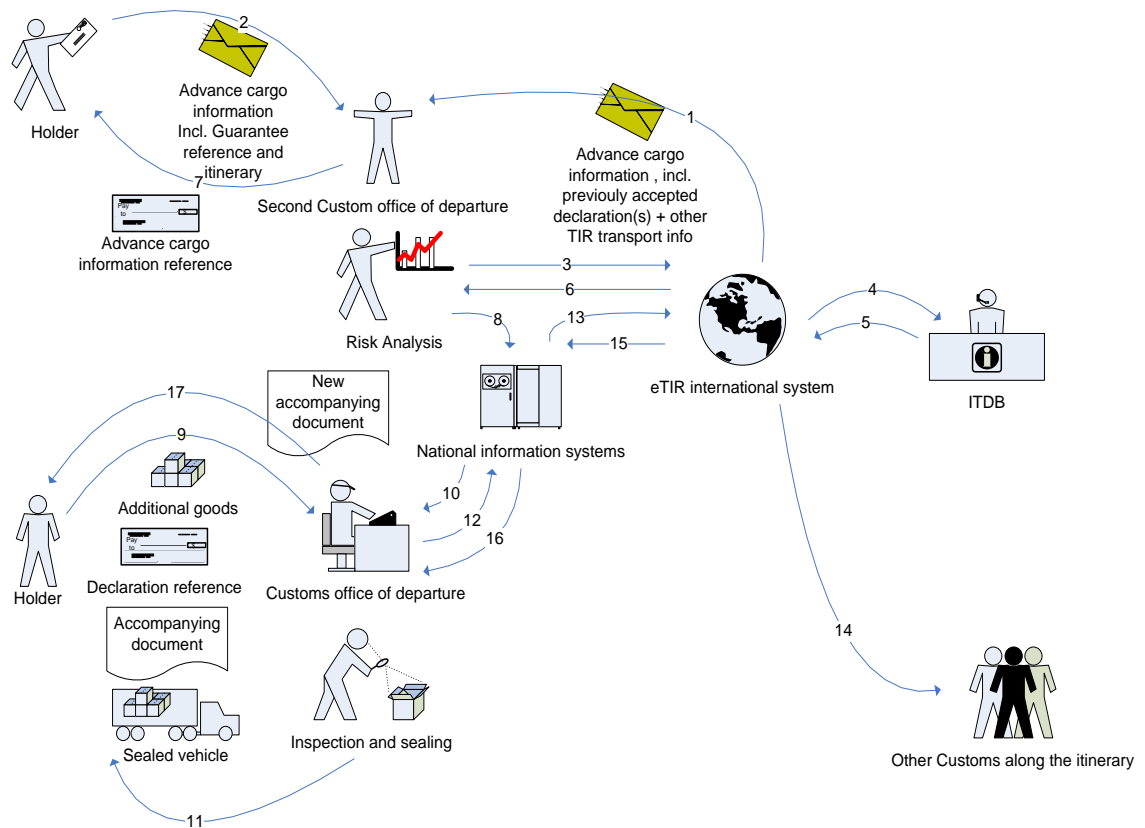 2
1
Advance cargo
information
Incl. Guarantee
reference and
itinerary
Holder
7
Advance cargo
information , incl.
previouly accepted
declaration(s) + other
TIR transport info
Second Custom office of departure
Pay
to
Advance cargo
information reference
3
6
4
5
8
13
15
Risk Analysis
eTIR international system
i
ITDB
New
accompanying
document
17
9
National information systems
10
12
16
Additional goods
Pay
to
Declaration reference
Holder
Customs office of departure
Accompanying
document
14
Sealed vehicle
Inspection and sealing
Other Customs along the itinerary
11